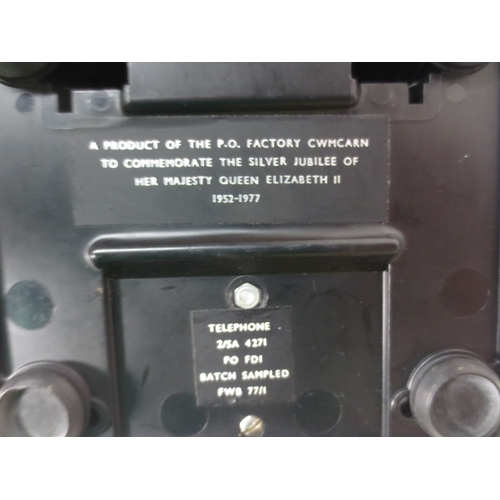 A PRODUCT OF THE P.O. FACTORY CWMCARN
TO COMMEMORATE THE SILVER JUBILEE OF
HER MAJESTY QUEEN ELIZABETH II
1952-1977
TELEPHONE
2/SA 4271
PO FDI
BATCH SAMPLED
FWB 77/1